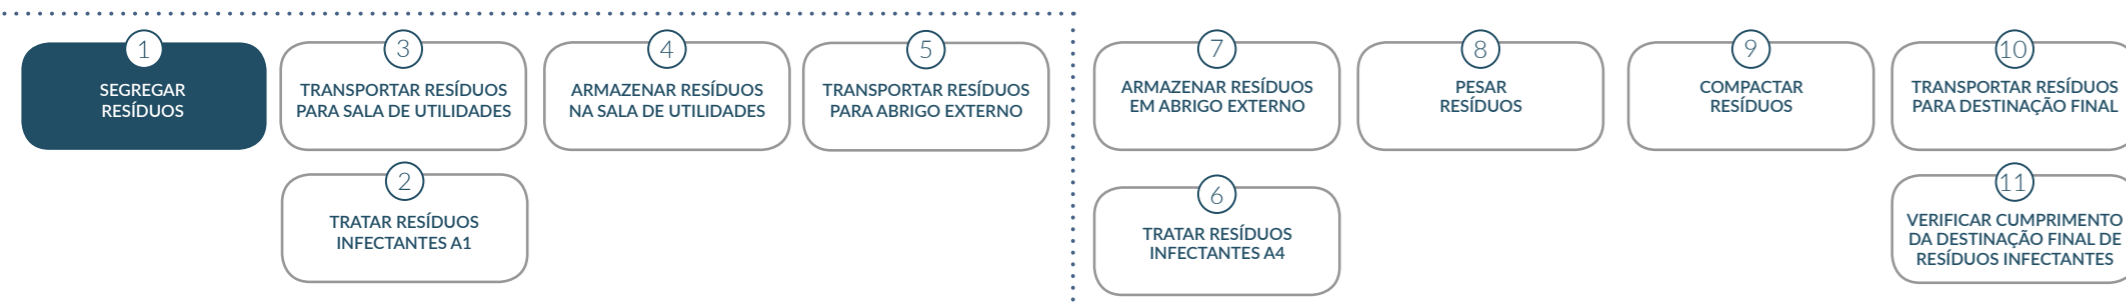 1
SEGREGAR
RESÍDUOS
3
TRANSPORTAR RESÍDUOS
PARA SALA DE UTILIDADES
4
ARMAZENAR RESÍDUOS
NA SALA DE UTILIDADES
5
TRANSPORTAR RESÍDUOS
PARA ABRIGO EXTERNO
7
ARMAZENAR RESÍDUOS
EM ABRIGO EXTERNO
8
PESAR
RESÍDUOS
9
COMPACTAR
RESÍDUOS
10
TRANSPORTAR RESÍDUOS
PARA DESTINAÇÃO FINAL
2
TRATAR RESÍDUOS
INFECTANTES A1
6
TRATAR RESÍDUOS
INFECTANTES A4
11
VERIFICAR CUMPRIMENTO
DA DESTINAÇÃO FINAL DE
RESÍDUOS INFECTANTES